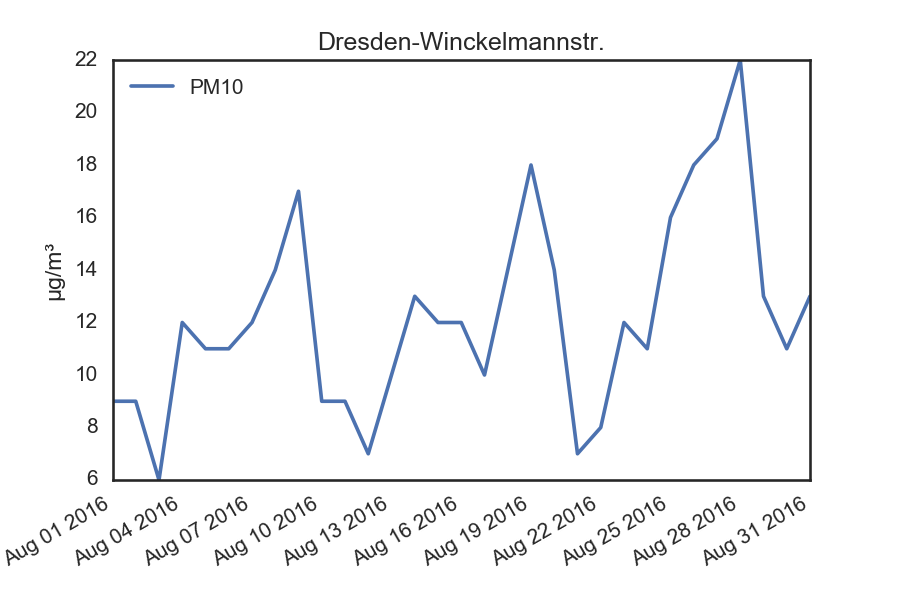 Dresden-Winckelmannstr.
22
20
18
16
14
12
10
8
6
µg/m³
PM10
Aug 01 2016
Aug 04 2016
Aug 07 2016
Aug 10 2016
Aug 13 2016
Aug 16 2016
Aug 19 2016
Aug 22 2016
Aug 25 2016
Aug 28 2016
Aug 31 2016